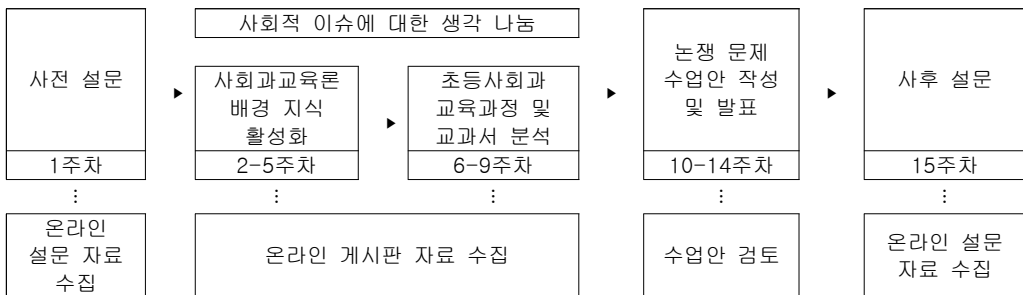 사회적 이슈에 대한 생각 나눔
사전 설문
▶
사회과교육론
배경 지식
활성화
▶
초등사회과
교육과정 및
교과서 분석
▶
논쟁 문제
수업안 작성
및 발표
▶
사후 설문
1주차
2-5주차
6-9주차
10-14주차
15주차
온라인
설문 자료
수집
온라인 게시판 자료 수집
수업안 검토
온라인 설문
자료 수집